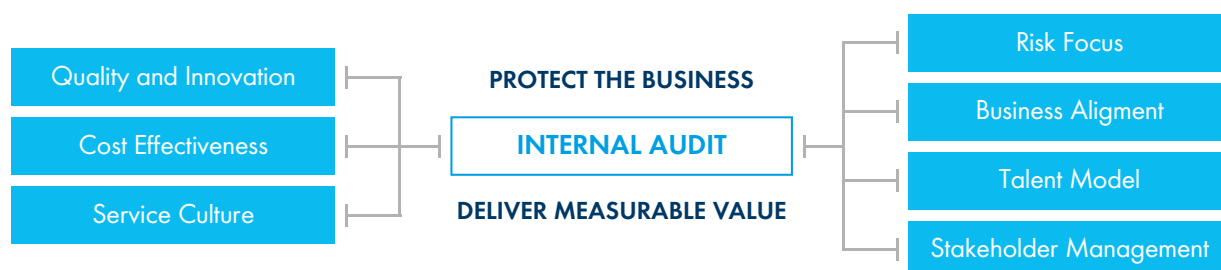 Quality and Innovation
Cost Effectiveness
Service Culture
PROTECT THE BUSINESS
INTERNAL AUDIT
DELIVER MEASURABLE VALUE
Risk Focus
Business Aligment
Talent Model
Stakeholder Management